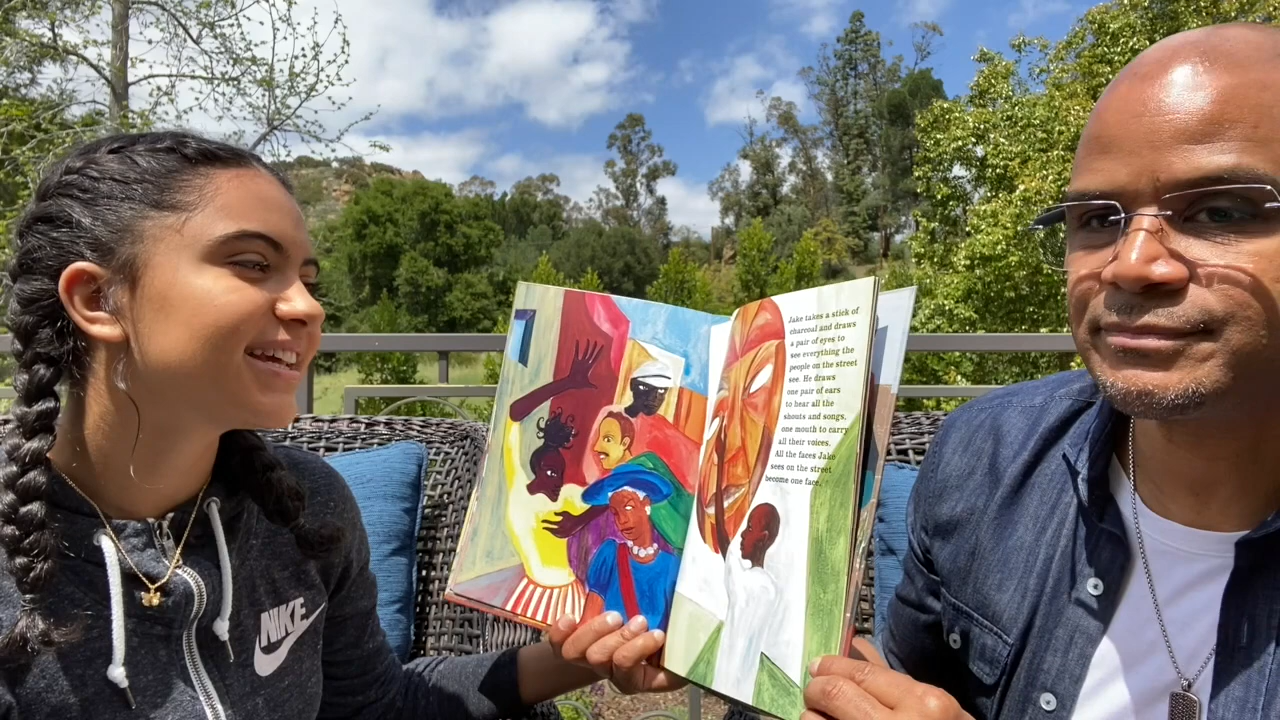 NIKE
Jake takes a stick of
charcoal and draws
a pair of eyes to
see everything the
people on the street
see. He draws
one pair of ears
to hear all the
shouts and songs,
one mouth to carry
all their voices.
All the faces Jake
sees on the street
become one face.